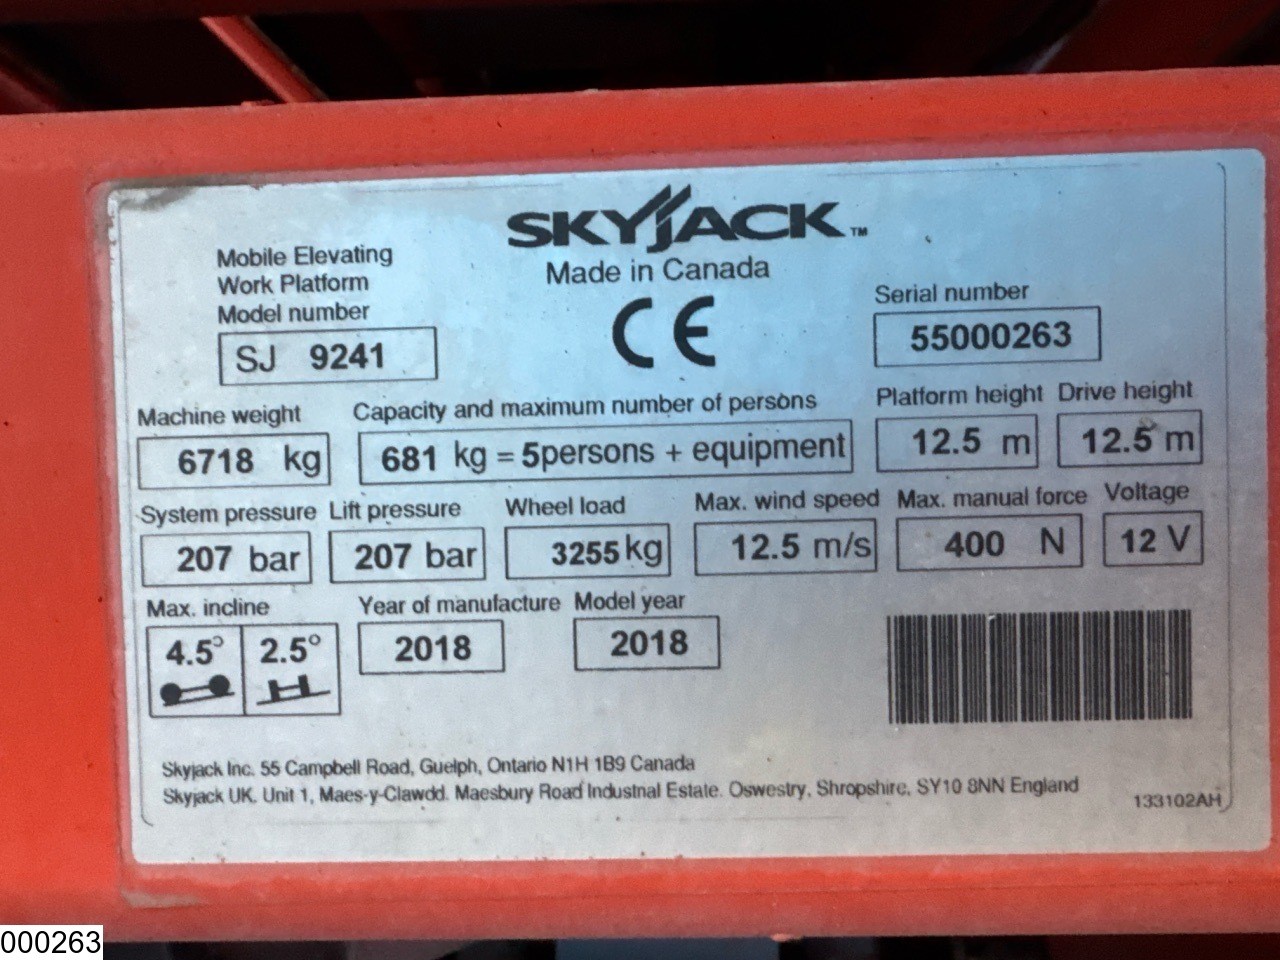 SKYJACK™
Made in Canada
CE
Mobile Elevating
Work Platform
Model number
SJ 9241
Serial number
55000263
Machine weight
6718 kg
Capacity and maximum number of persons
681 kg = 5persons + equipment
Platform height
12.5 m
Drive height
12.5 m
System pressure
207 bar
Lift pressure
207 bar
Wheel load
3255 kg
Max. wind speed
12.5 m/s
Max. manual force
400 N
Voltage
12 V
Max. incline
4.5° 2.5°
Year of manufacture
2018
Model year
2018
Skyjack Inc. 55 Campbell Road, Guelph, Ontario N1H 1B9 Canada
Skyjack UK. Unit 1, Maes-y-Clawdd. Maesbury Road Industrial Estate. Oswestry, Shropshire, SY10 8NN England
133102AH
000263